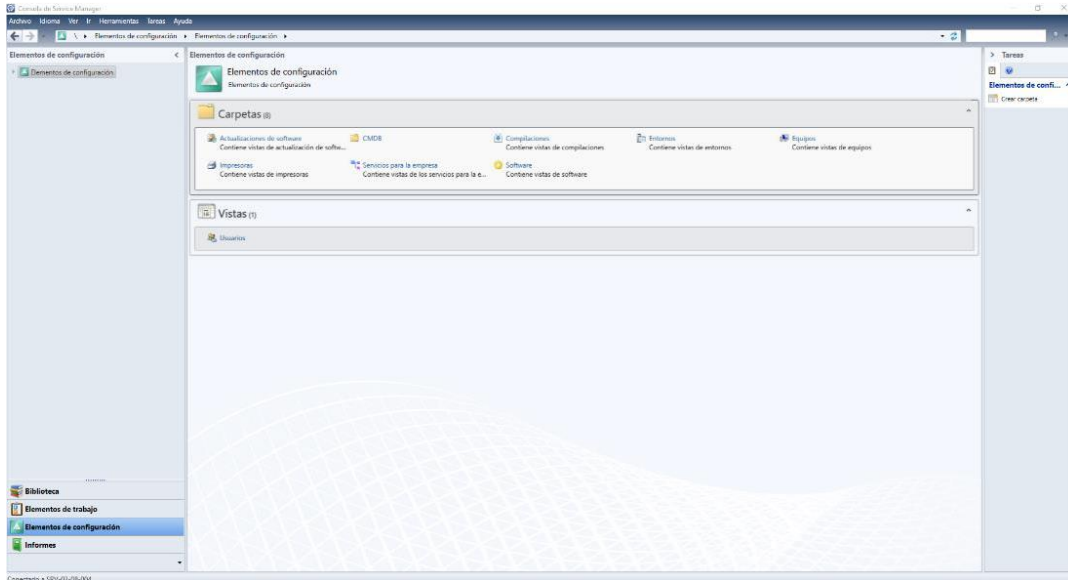 Consola de Service Manager
Archivo Idioma Ver Ir Herramientas Tareas Ayuda
\ Elementos de configuración Elementos de configuración
Elementos de configuración
Elementos de configuración
Elementos de configuración
Elementos de configuración
Elementos de configuración
Carpetas (8)
Actualizaciones de software
Contiene vistas de actualización de softw...
CMDB
Compilaciones
Contiene vistas de compilaciones
Entornos
Contiene vistas de entornos
Equipos
Contiene vistas de equipos
Impresoras
Contiene vistas de impresoras
Servicios para la empresa
Contiene vistas de los servicios para la e...
Software
Contiene vistas de software
Vistas (1)
Usuarios
Tareas
Elementos de confi...
Crear carpeta
Biblioteca
Elementos de trabajo
Elementos de configuración
Informes
Conectado a